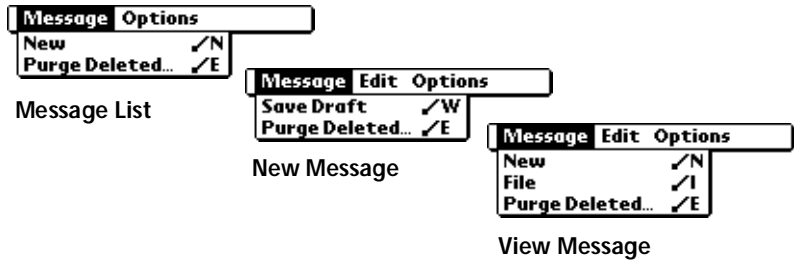 Message Options
New ⁄N
Purge Deleted... ⁄E
Message List
Message Edit Options
Save Draft ⁄W
Purge Deleted... ⁄E
New Message
Message Edit Options
New ⁄N
File ⁄I
Purge Deleted... ⁄E
View Message